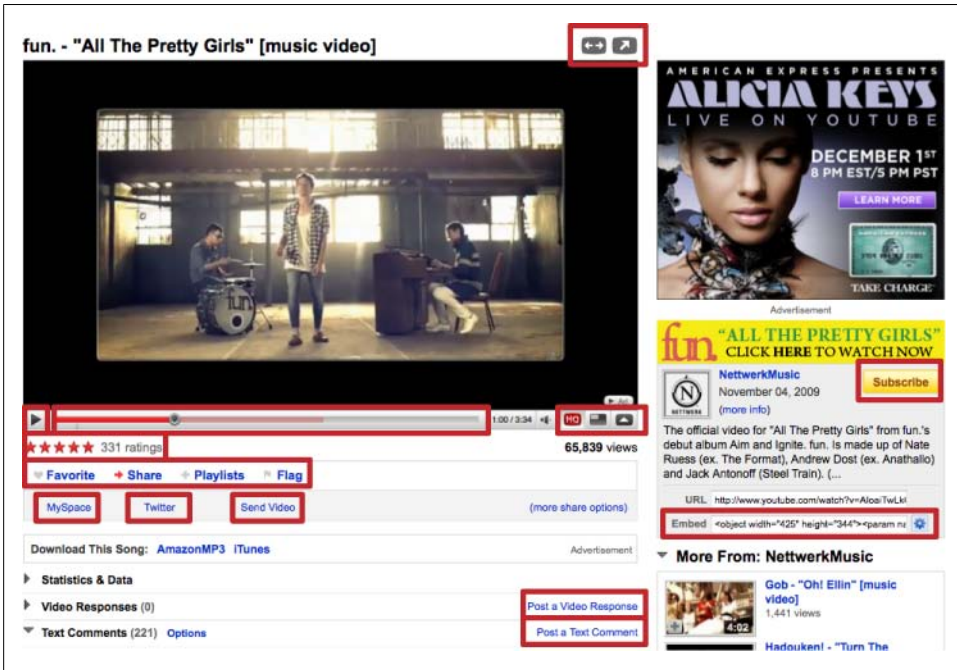 fun. - "All The Pretty Girls" [music video]
fun.
Ad
1:00 / 3:34
HQ
331 ratings
65,839 views
Favorite Share Playlists Flag
MySpace Twitter Send Video (more share options)
Download This Song: AmazonMP3 iTunes Advertisement
Statistics & Data
Video Responses (0) Post a Video Response
Text Comments (221) Options Post a Text Comment
AMERICAN EXPRESS PRESENTS
ALICIA KEYS
LIVE ON YOUTUBE
DECEMBER 1ST
8 PM EST/5 PM PST
LEARN MORE
AMERICAN EXPRESS
TAKE CHARGE
Advertisement
fun. "ALL THE PRETTY GIRLS"
CLICK HERE TO WATCH NOW
NETTWERK
NettwerkMusic
November 04, 2009
(more info)
Subscribe
The official video for "All The Pretty Girls" from fun.'s
debut album Aim and Ignite. fun. is made up of Nate
Ruess (ex. The Format), Andrew Dost (ex. Anathallo)
and Jack Antonoff (Steel Train). (...
URL http://www.youtube.com/watch?v=
Embed <object width="425" height="344"><param na
More From: NettwerkMusic
Gob - "Oh! Ellin" [music
video]
1,441 views
4:02
Hadouken! - "Turn The